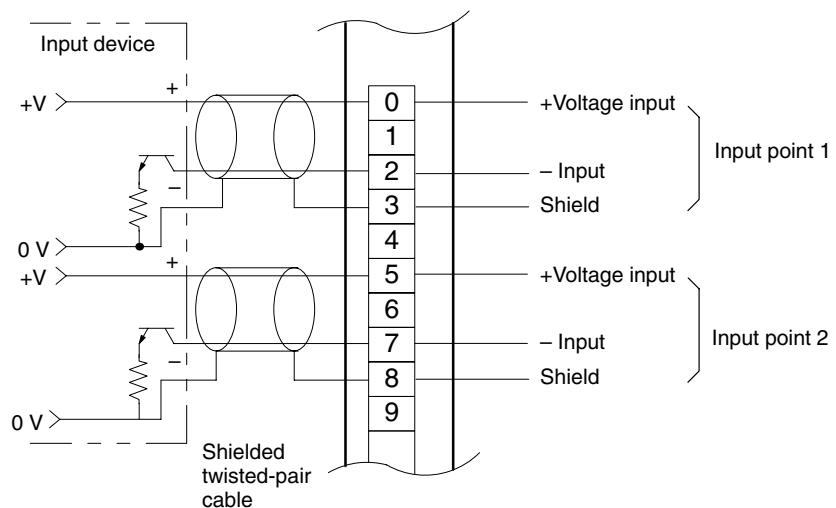 Input device
+
+V
0
+Voltage input
1
Input point 1
2
– Input
–
3
Shield
0 V
4
+
+V
5
+Voltage input
6
Input point 2
7
– Input
–
8
Shield
9
0 V
Shielded
twisted-pair
cable